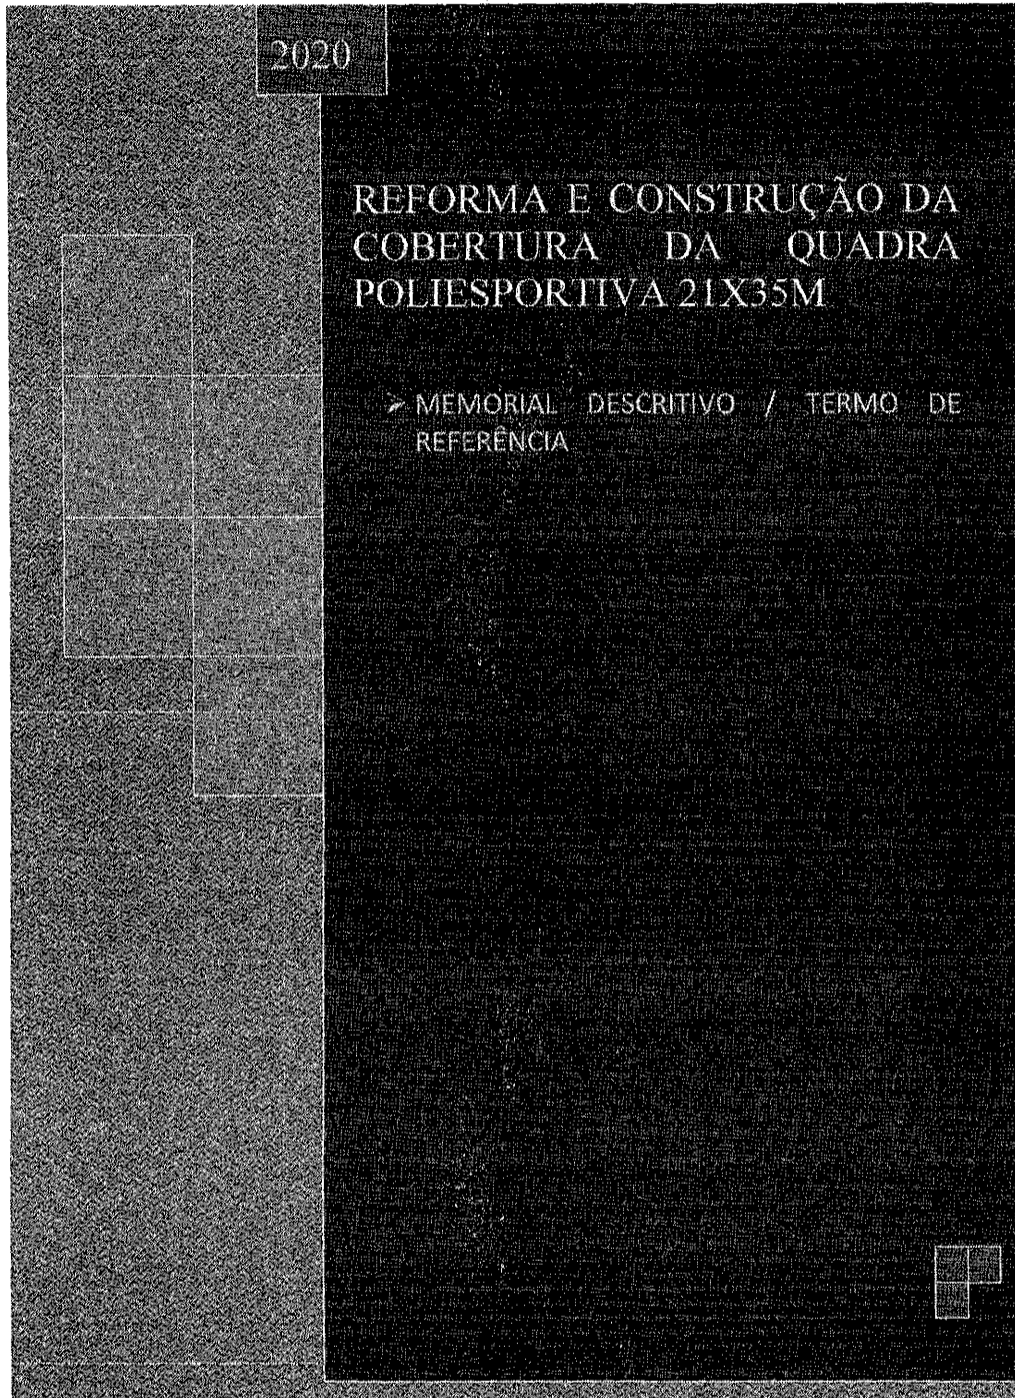 2020
REFORMA E CONSTRUÇÃO DA
COBERTURA DA QUADRA
POLIESPORTIVA 21X35M
➢ MEMORIAL DESCRITIVO / TERMO DE
REFERÊNCIA